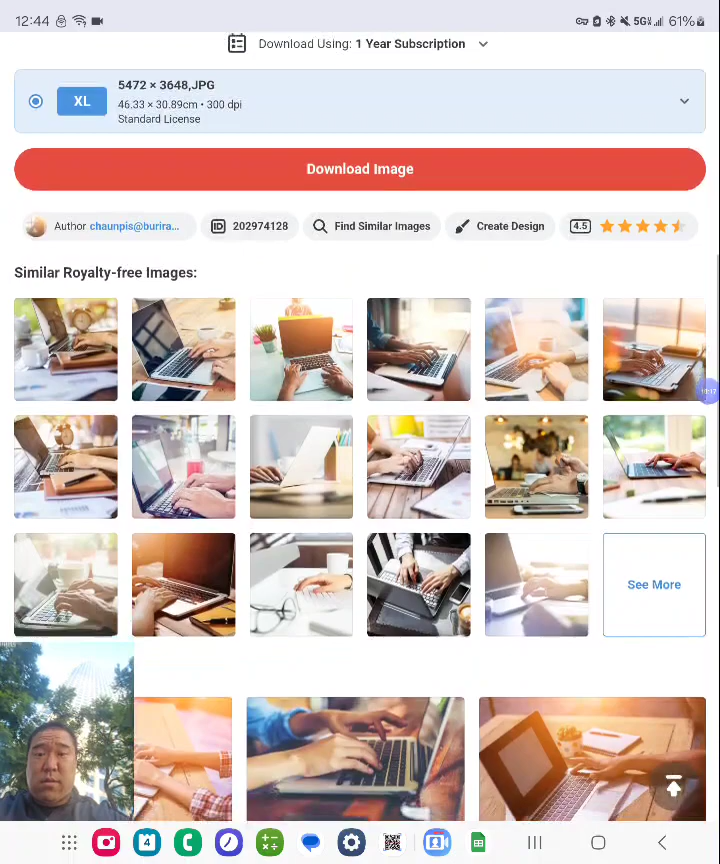 12:44
5G
61%
Download Using: 1 Year Subscription
XL
5472 × 3648,JPG
46.33 × 30.89cm • 300 dpi
Standard License
Download Image
Author chaunpis@burira...
ID 202974128
Find Similar Images
Create Design
4.5
Similar Royalty-free Images:
See More
4